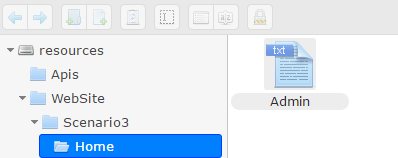 resources
Apis
WebSite
Scenario3
Home
txt
Admin